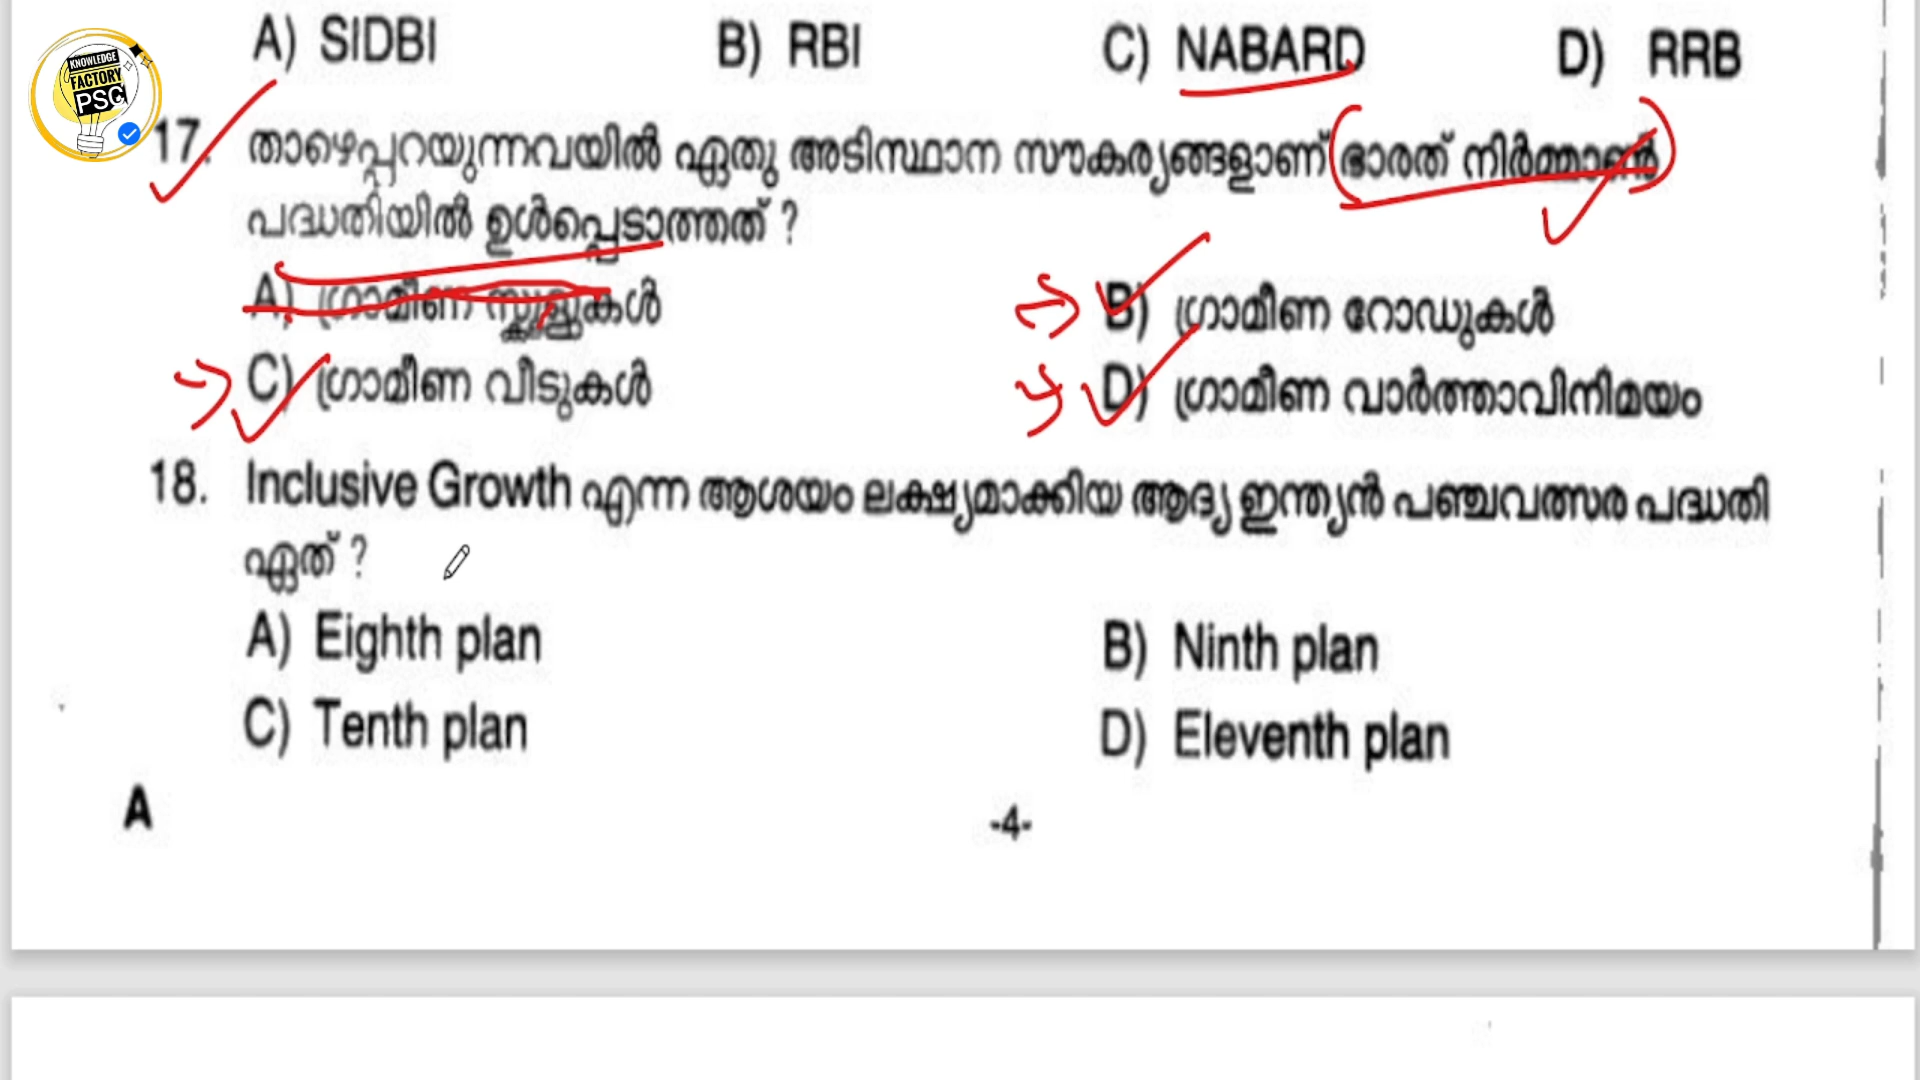 KNOWLEDGE
FACTORY
PSC
A) SIDBI B) RBI C) NABARD D) RRB
17. താഴെപ്പറയുന്നവയിൽ ഏതു അടിസ്ഥാന സൗകര്യങ്ങളാണ് ഭാരത് നിർമ്മാൺ
പദ്ധതിയിൽ ഉൾപ്പെടാത്തത് ?
A) ഗ്രാമീണ സ്കൂളുകൾ B) ഗ്രാമീണ റോഡുകൾ
C) ഗ്രാമീണ വീടുകൾ D) ഗ്രാമീണ വാർത്താവിനിമയം
18. Inclusive Growth എന്ന ആശയം ലക്ഷ്യമാക്കിയ ആദ്യ ഇന്ത്യൻ പഞ്ചവത്സര പദ്ധതി
ഏത് ?
A) Eighth plan B) Ninth plan
C) Tenth plan D) Eleventh plan
A -4-